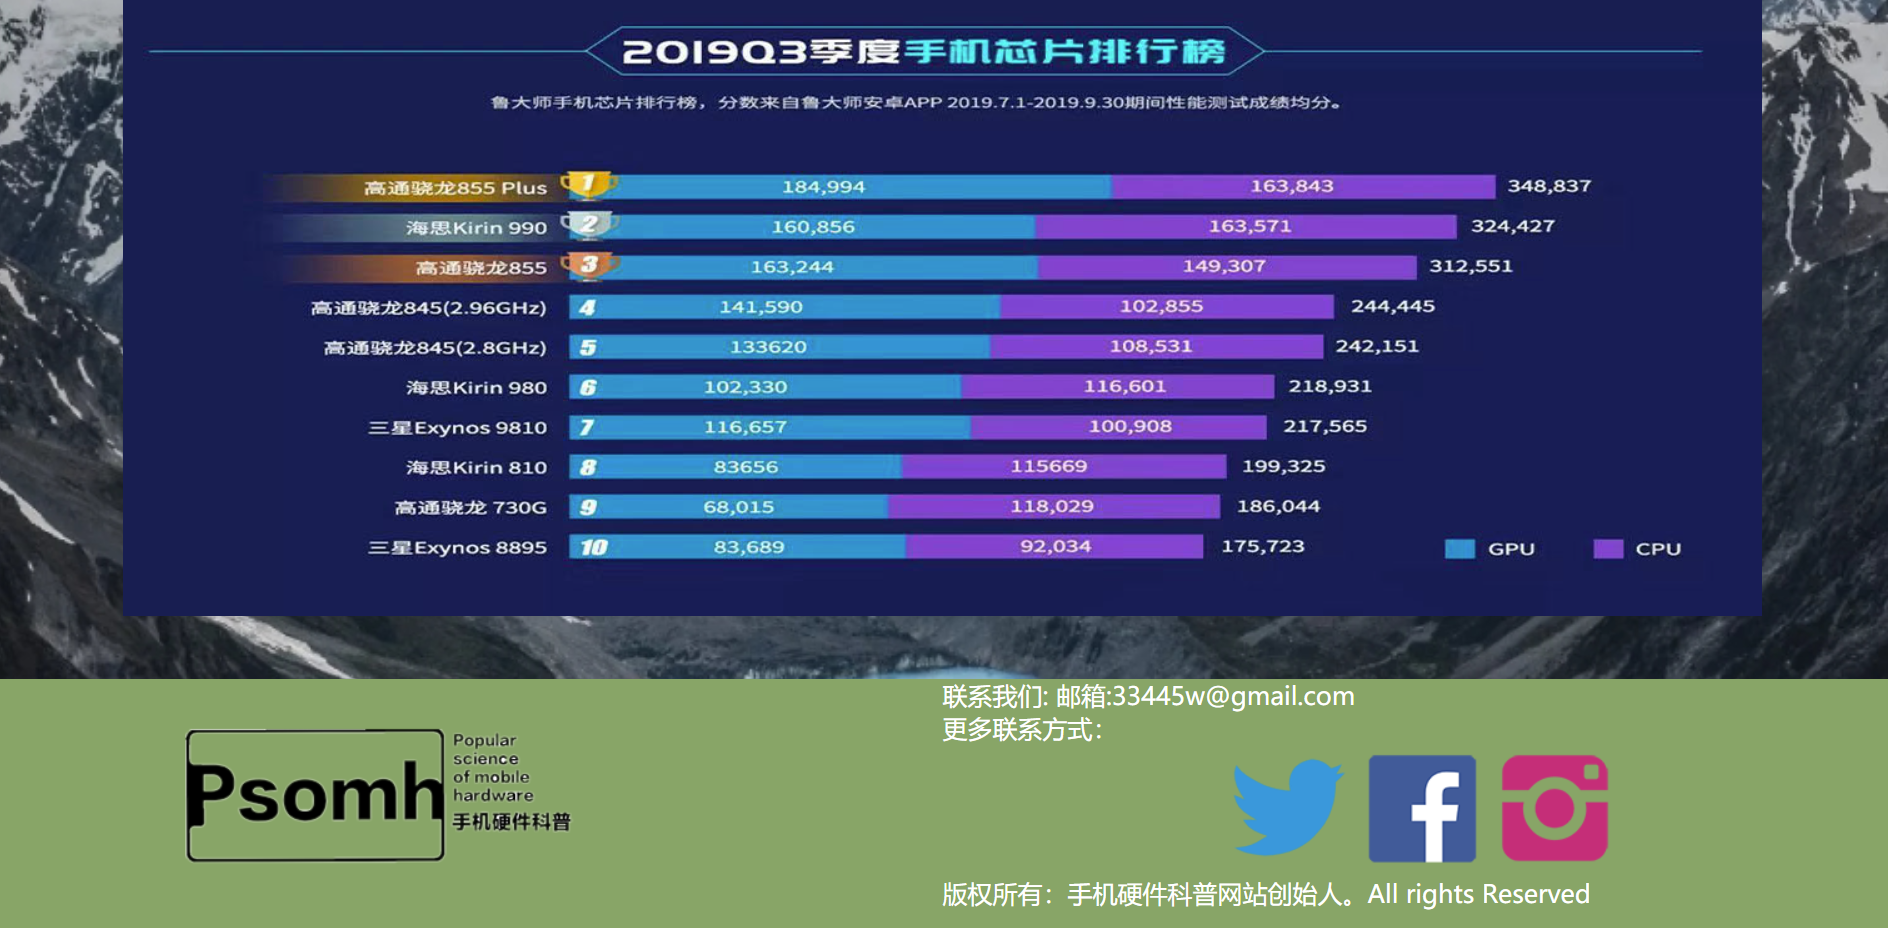 2019Q3季度手机芯片排行榜
鲁大师手机芯片排行榜，分数来自鲁大师安卓APP 2019.7.1-2019.9.30期间性能测试成绩均分。
高通骁龙855 Plus 1 184,994 163,843 348,837
海思Kirin 990 2 160,856 163,571 324,427
高通骁龙855 3 163,244 149,307 312,551
高通骁龙845(2.96GHz) 4 141,590 102,855 244,445
高通骁龙845(2.8GHz) 5 133620 108,531 242,151
海思Kirin 980 6 102,330 116,601 218,931
三星Exynos 9810 7 116,657 100,908 217,565
海思Kirin 810 8 83656 115669 199,325
高通骁龙 730G 9 68,015 118,029 186,044
三星Exynos 8895 10 83,689 92,034 175,723
GPU CPU
Psomh
Popular
science
of mobile
hardware
手机硬件科普
联系我们: 邮箱:33445w@gmail.com
更多联系方式：
版权所有：手机硬件科普网站创始人。All rights Reserved